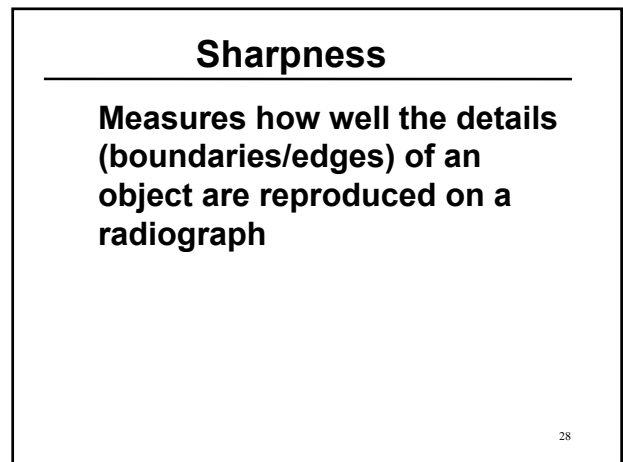 Sharpness
Measures how well the details
(boundaries/edges) of an
object are reproduced on a
radiograph
28